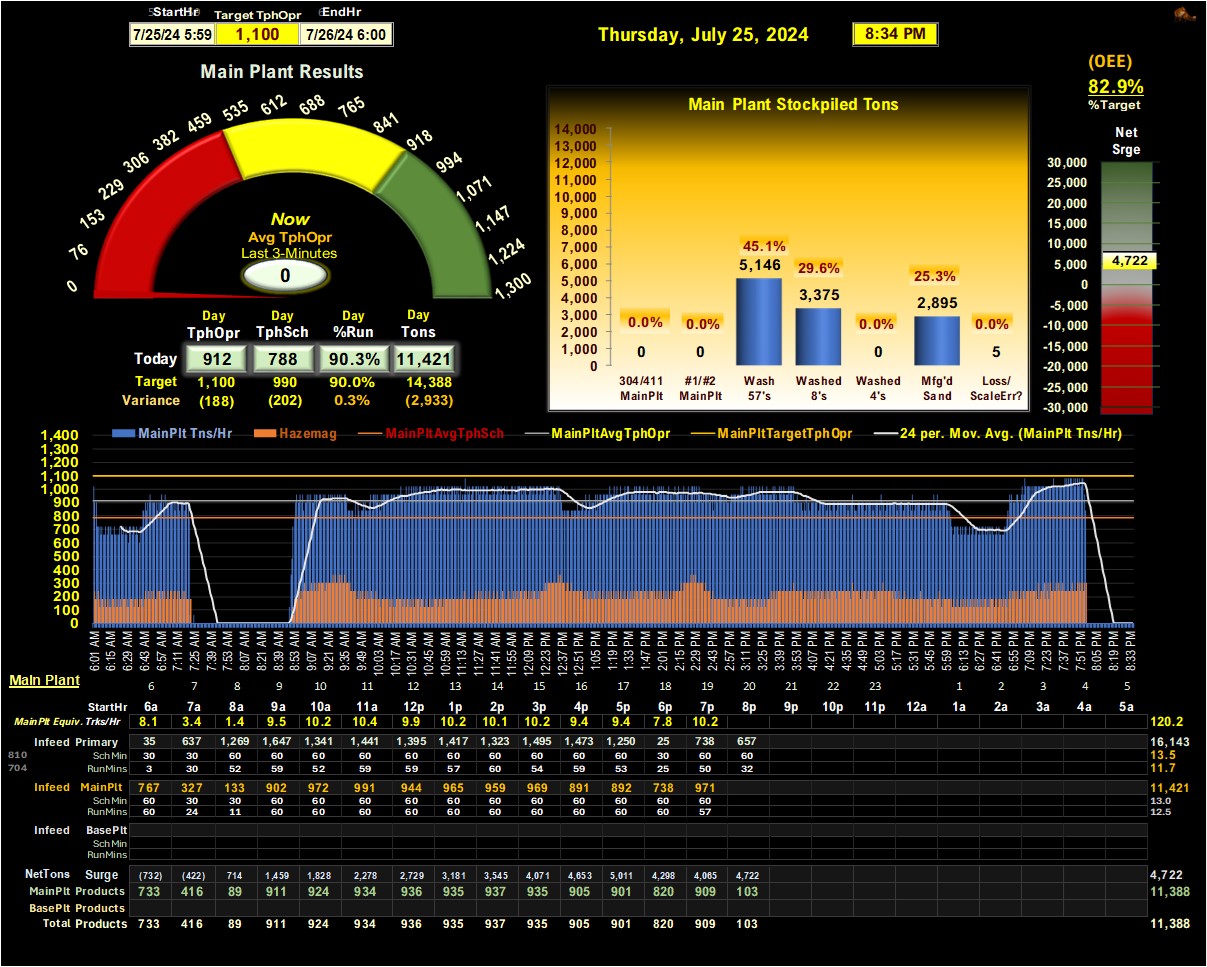 StartHr Target TphOpr EndHr
7/25/24 5:59 1,100 7/26/24 6:00
Thursday, July 25, 2024 8:34 PM
(OEE)
82.9%
%Target
Main Plant Results
0 76 153 229 306 382 459 535 612 688 765 841 918 994 1,071 1,147 1,224 1,300
Now
Avg TphOpr
Last 3-Minutes
0
Day Day Day Day
TphOpr TphSch %Run Tons
Today 912 788 90.3% 11,421
Target 1,100 990 90.0% 14,388
Variance (188) (202) 0.3% (2,933)
Main Plant Stockpiled Tons
14,000
13,000
12,000
11,000
10,000
9,000
8,000
7,000
6,000
5,000
4,000
3,000
2,000
1,000
0
0.0% 0.0% 45.1% 29.6% 0.0% 25.3% 0.0%
0 0 5,146 3,375 0 2,895 5
304/411 #1/#2 Wash Washed Washed Mfg'd Loss/
MainPlt MainPlt 57's 8's 4's Sand ScaleErr?
Net
Srge
30,000
25,000
20,000
15,000
10,000
5,000
0
-5,000
-10,000
-15,000
-20,000
-25,000
-30,000
4,722
MainPlt Tns/Hr Hazemag MainPltAvgTphSch MainPltAvgTphOpr MainPltTargetTphOpr 24 per. Mov. Avg. (MainPlt Tns/Hr)
1,400
1,300
1,200
1,100
1,000
900
800
700
600
500
400
300
200
100
0
6:01 AM 6:15 AM 6:29 AM 6:43 AM 6:57 AM 7:11 AM 7:25 AM 7:39 AM 7:53 AM 8:07 AM 8:21 AM 8:39 AM 8:53 AM 9:07 AM 9:21 AM 9:35 AM 9:49 AM 10:03 AM 10:17 AM 10:31 AM 10:45 AM 10:59 AM 11:13 AM 11:27 AM 11:41 AM 11:55 AM 12:09 PM 12:23 PM 12:37 PM 12:51 PM 1:05 PM 1:19 PM 1:33 PM 1:47 PM 2:01 PM 2:15 PM 2:29 PM 2:43 PM 2:57 PM 3:11 PM 3:25 PM 3:39 PM 3:53 PM 4:07 PM 4:21 PM 4:35 PM 4:49 PM 5:03 PM 5:17 PM 5:31 PM 5:45 PM 5:59 PM 6:13 PM 6:27 PM 6:41 PM 6:55 PM 7:09 PM 7:23 PM 7:37 PM 7:51 PM 8:05 PM 8:19 PM 8:33 PM
Main Plant
6 7 8 9 10 11 12 13 14 15 16 17 18 19 20 21 22 23 1 2 3 4 5
StartHr 6a 7a 8a 9a 10a 11a 12p 1p 2p 3p 4p 5p 6p 7p 8p 9p 10p 11p 12a 1a 2a 3a 4a 5a
MainPlt Equiv. Trks/Hr 8.1 3.4 1.4 9.5 10.2 10.4 9.9 10.2 10.1 10.2 9.4 9.4 7.8 10.2 120.2
Infeed Primary 35 637 1,269 1,647 1,341 1,441 1,395 1,417 1,323 1,495 1,473 1,250 25 738 657 16,143
810 SchMin 30 30 60 60 60 60 60 60 60 60 60 60 30 60 60 13.5
704 RunMins 3 30 52 59 52 59 59 57 60 54 59 53 25 50 32 11.7
Infeed MainPlt 767 327 133 902 972 991 944 965 959 969 891 892 738 971 11,421
SchMin 60 30 30 60 60 60 60 60 60 60 60 60 60 60 13.0
RunMins 60 24 11 60 60 60 60 60 60 60 60 60 60 57 12.5
Infeed BasePlt
SchMin
RunMins
NetTons Surge (732) (422) 714 1,459 1,828 2,278 2,729 3,181 3,545 4,071 4,653 5,011 4,298 4,065 4,722 4,722
MainPlt Products 733 416 89 911 924 934 936 935 937 935 905 901 820 909 103 11,388
BasePlt Products
Total Products 733 416 89 911 924 934 936 935 937 935 905 901 820 909 103 11,388